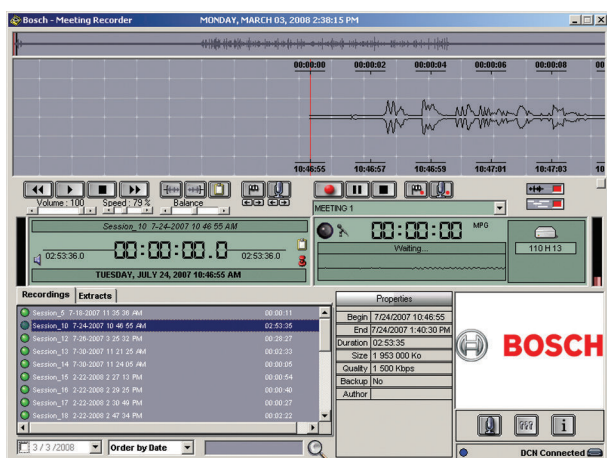 Bosch - Meeting Recorder MONDAY, MARCH 03, 2008 2:38:15 PM
00:00:00 00:00:02 00:00:04 00:00:06 00:00:08 00
10:46:55 10:46:57 10:46:59 10:47:01 10:47:03 10
Volume : 100 Speed : 79 % Balance
MEETING 1
Session_10 7-24-2007 10 46 55 AM
02:53:36.0 00:00:00.0 02:53:36.0
TUESDAY, JULY 24, 2007 10:46:55 AM
00:00:00 MPG
Waiting...
110 H 13
Recordings Extracts
Session_5 7-18-2007 11 35 36 AM 00:00:11
Session_10 7-24-2007 10 46 55 AM 02:53:35
Session_12 7-26-2007 3 25 32 PM 00:28:27
Session_13 7-30-2007 11 21 25 AM 00:02:33
Session_14 7-30-2007 11 24 05 AM 00:00:05
Session_15 2-22-2008 2 27 13 PM 00:00:54
Session_16 2-22-2008 2 29 25 PM 00:00:40
Session_17 2-22-2008 2 30 49 PM 00:00:27
Session_18 2-22-2008 2 47 34 PM 00:02:22
3 / 3 /2008 Order by Date
Properties
Begin 7/24/2007 10:46:55
End 7/24/2007 1:40:30 PM
Duration 02:53:35
Size 1 953 000 Ko
Quality 1 500 Kbps
Backup No
Author
BOSCH
DCN Connected